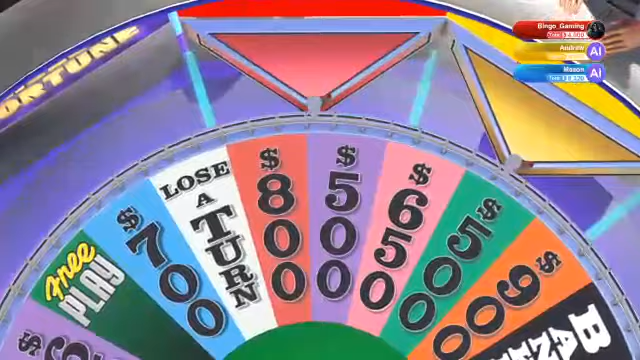 FORTUNE
Bingo_Gaming
Andrew
Mason
Free
PLAY
$700
LOSE
A
TURN
$800
$500
$650
$500
$900